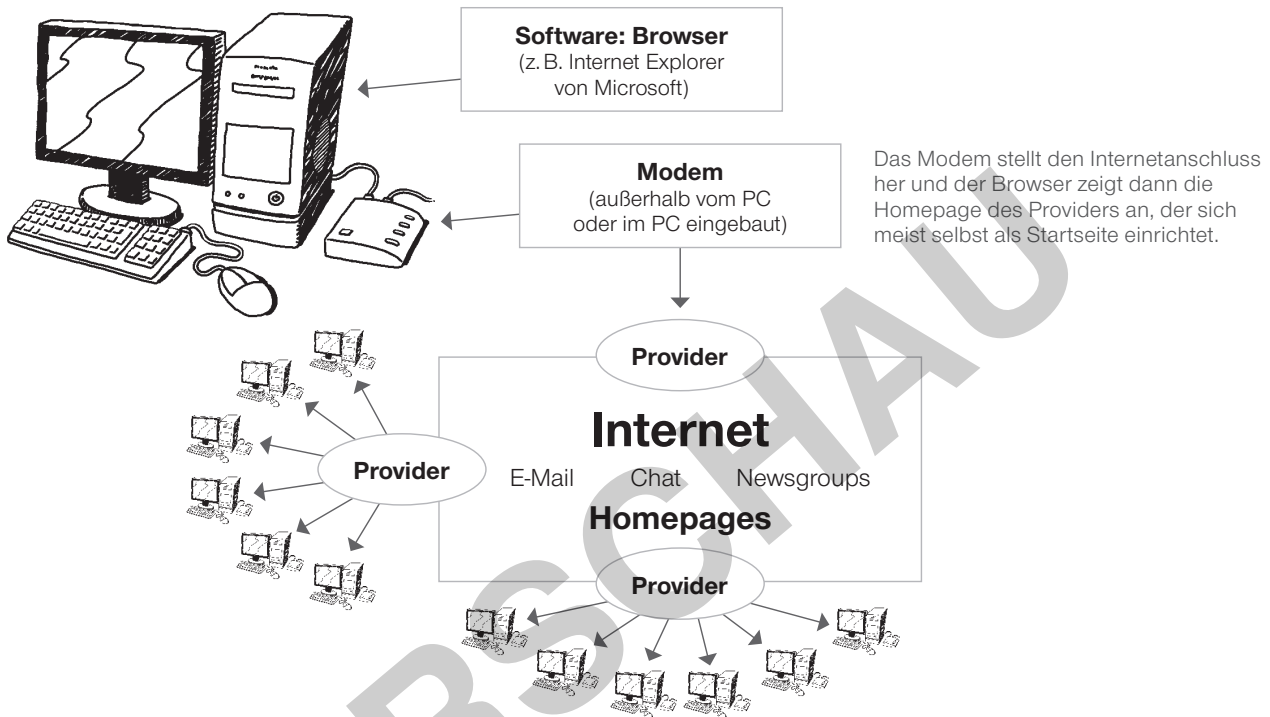 Software: Browser
(z. B. Internet Explorer
von Microsoft)
Modem
(außerhalb vom PC
oder im PC eingebaut)
Das Modem stellt den Internetanschluss
her und der Browser zeigt dann die
Homepage des Providers an, der sich
meist selbst als Startseite einrichtet.
Provider
Internet
Provider
E-Mail Chat Newsgroups
Homepages
Provider
BSCHAU